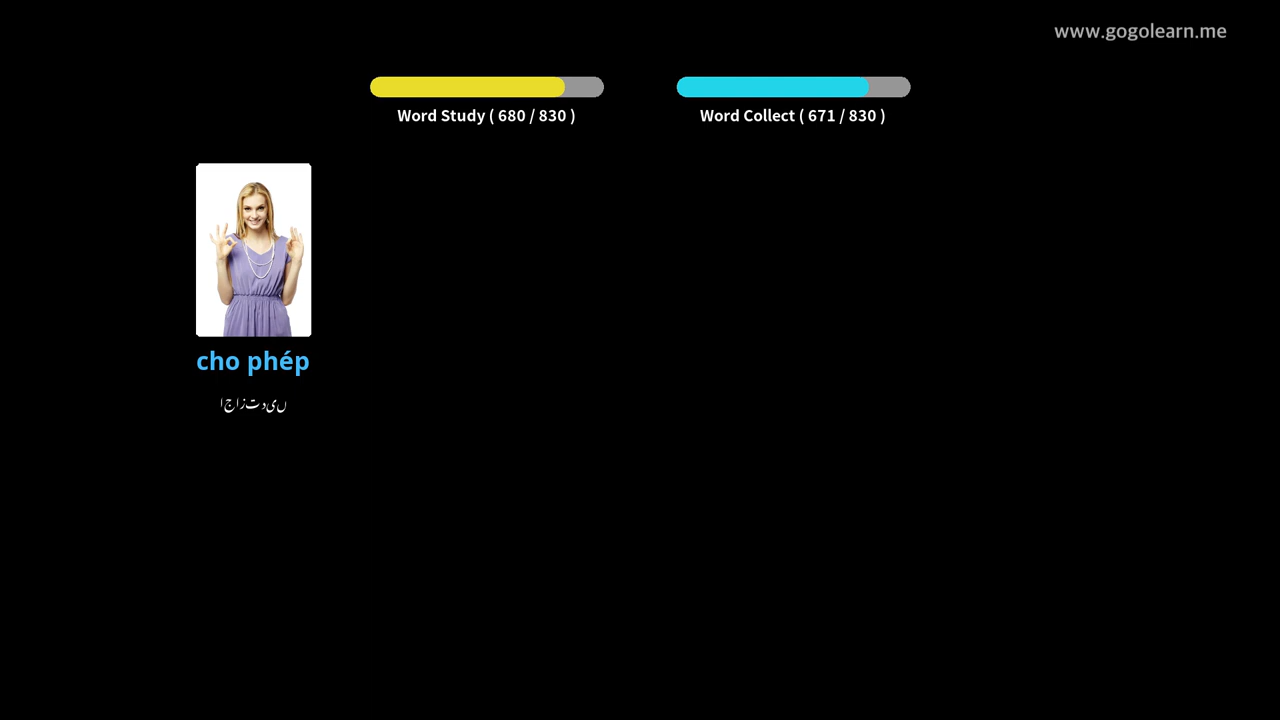 www.gogolearn.me
Word Study ( 680 / 830 )
Word Collect ( 671 / 830 )
cho phép
اجازت دیں